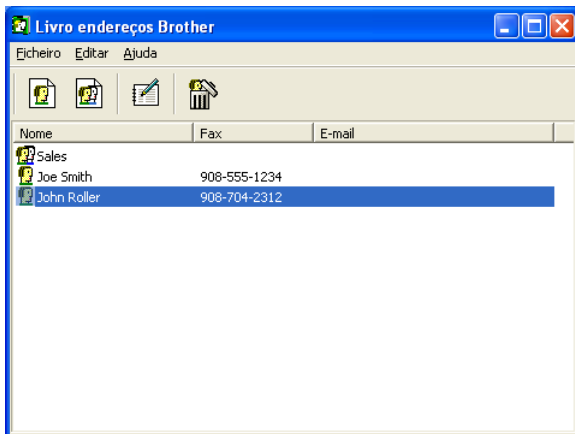 Livro endereços Brother
Ficheiro Editar Ajuda
Nome Fax E-mail
Sales
Joe Smith 908-555-1234
John Roller 908-704-2312